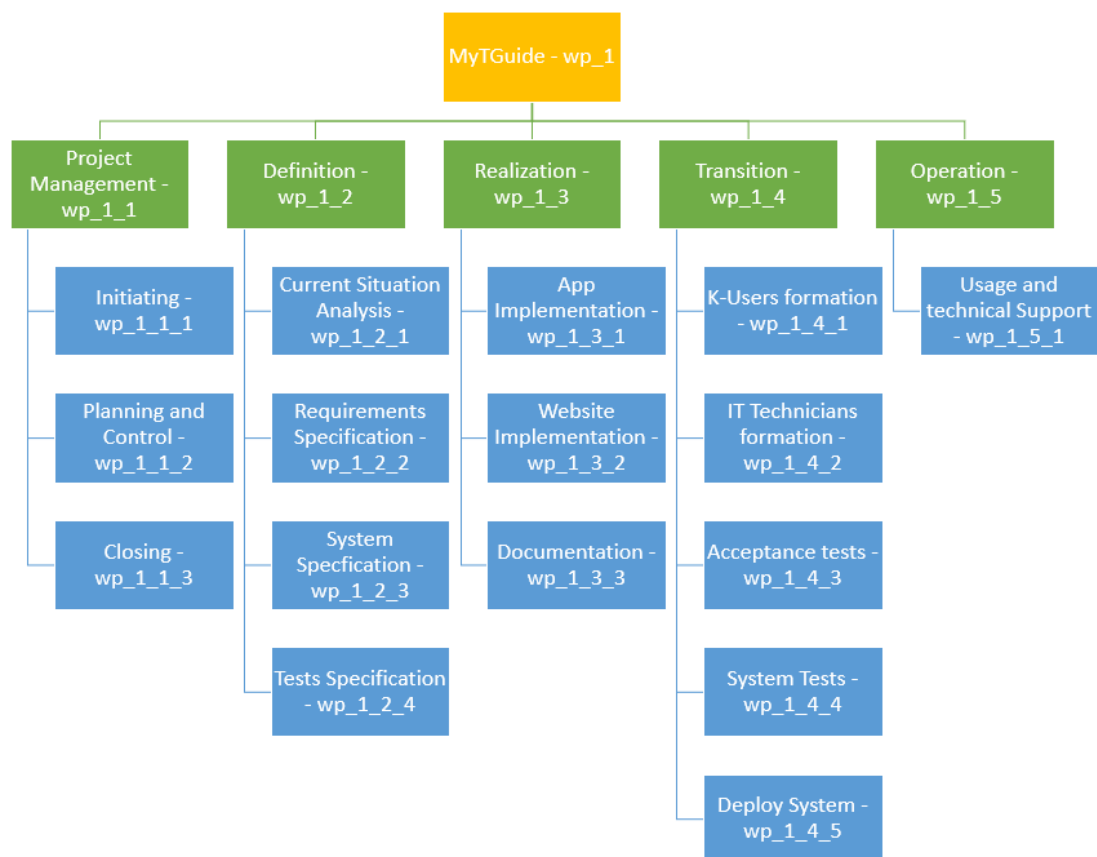 MyTGuide - wp_1
Project
Management -
wp_1_1
Definition -
wp_1_2
Realization -
wp_1_3
Transition -
wp_1_4
Operation -
wp_1_5
Initiating -
wp_1_1_1
Current Situation
Analysis -
wp_1_2_1
App
Implementation -
wp_1_3_1
K-Users formation
- wp_1_4_1
Usage and
technical Support
- wp_1_5_1
Planning and
Control -
wp_1_1_2
Requirements
Specification -
wp_1_2_2
Website
Implementation -
wp_1_3_2
IT Technicians
formation -
wp_1_4_2
Closing -
wp_1_1_3
System
Specfication -
wp_1_2_3
Documentation -
wp_1_3_3
Acceptance tests -
wp_1_4_3
Tests Specification
- wp_1_2_4
System Tests -
wp_1_4_4
Deploy System -
wp_1_4_5